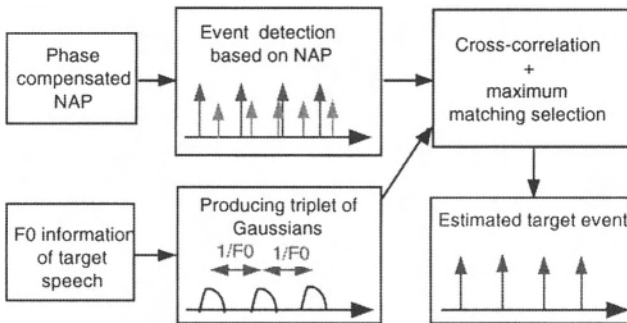 Phase
compensated
NAP
Event detection
based on NAP
Cross-correlation
+
maximum
matching selection
F0 information
of target
speech
Producing triplet of
Gaussians
1/F0 1/F0
Estimated target event